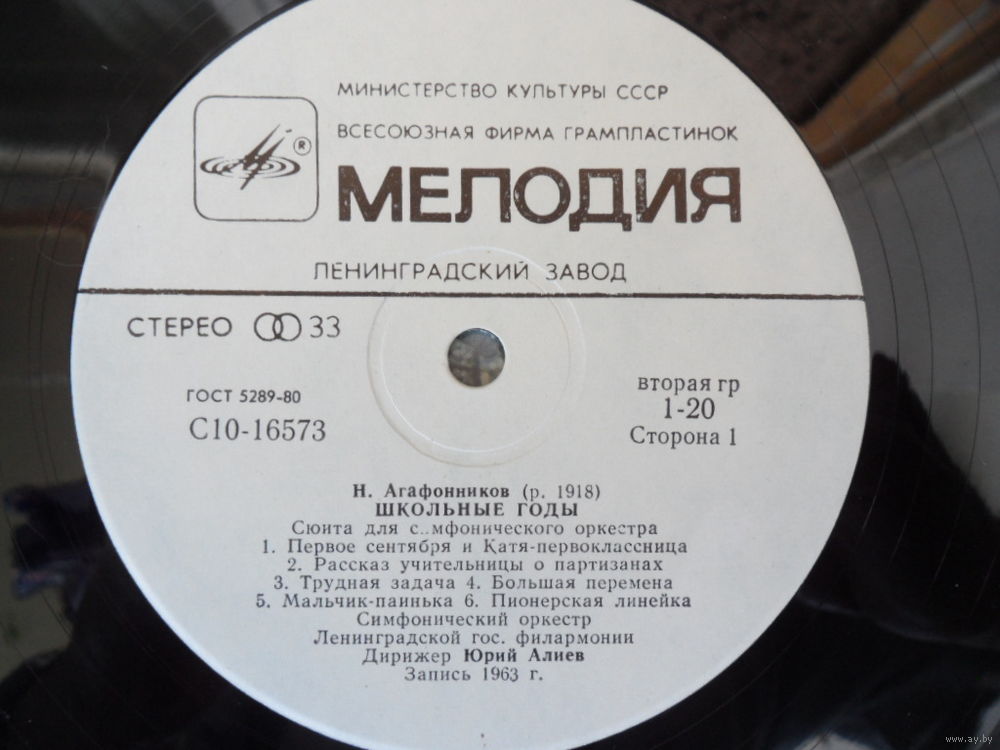 МИНИСТЕРСТВО КУЛЬТУРЫ СССР
ВСЕСОЮЗНАЯ ФИРМА ГРАМПЛАСТИНОК
®
МЕЛОДИЯ
ЛЕНИНГРАДСКИЙ ЗАВОД
СТЕРЕО 33
ГОСТ 5289-80
С10-16573
вторая гр
1-20
Сторона 1
Н. Агафонников (р. 1918)
ШКОЛЬНЫЕ ГОДЫ
Сюита для с..мфонического оркестра
1. Первое сентября и Катя-первоклассница
2. Рассказ учительницы о партизанах
3. Трудная задача 4. Большая перемена
5. Мальчик-паинька 6. Пионерская линейка
Симфонический оркестр
Ленинградской гос. филармонии
Дирижер Юрий Алиев
Запись 1963 г.
www.ay.by